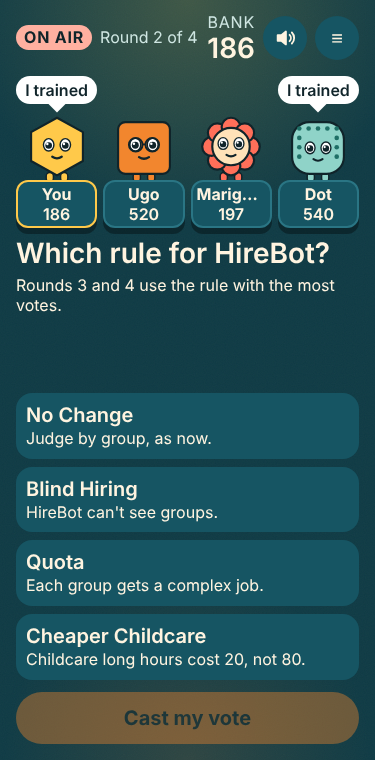 ON AIR
Round 2 of 4
BANK
186
I trained
I trained
You
186
Ugo
520
Marig...
197
Dot
540
Which rule for HireBot?
Rounds 3 and 4 use the rule with the most
votes.
No Change
Judge by group, as now.
Blind Hiring
HireBot can't see groups.
Quota
Each group gets a complex job.
Cheaper Childcare
Childcare long hours cost 20, not 80.
Cast my vote